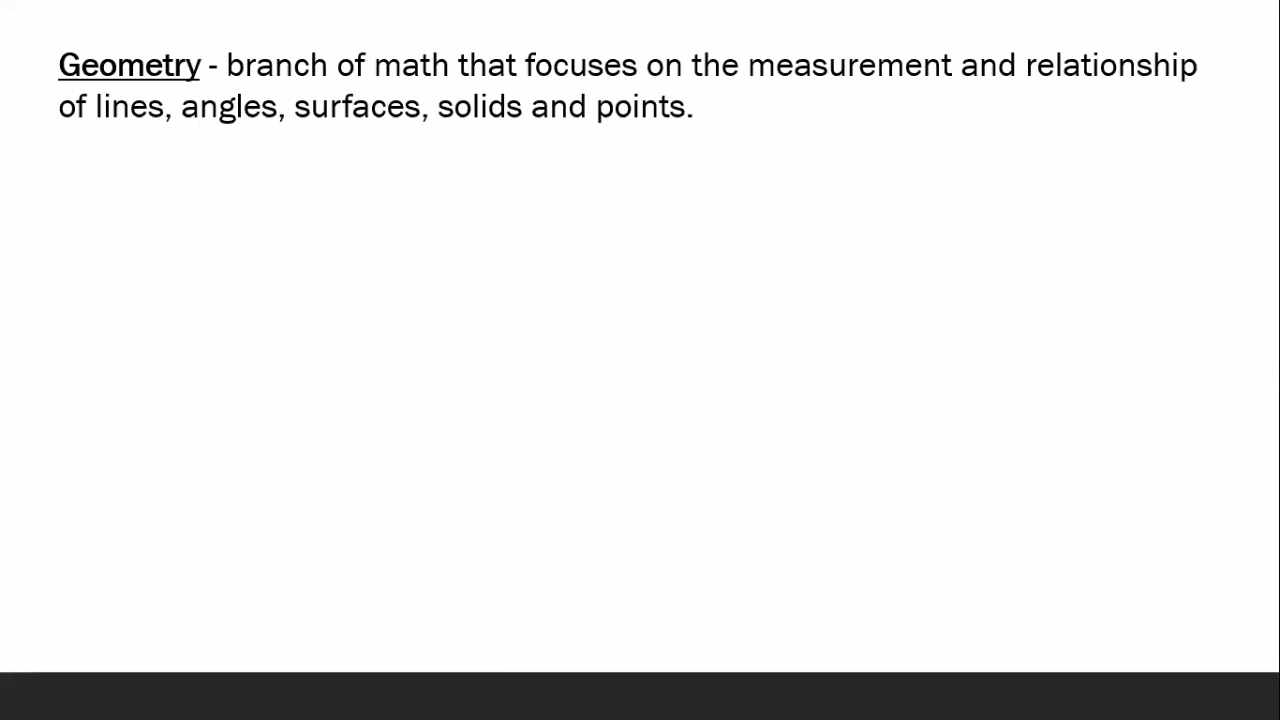 Geometry - branch of math that focuses on the measurement and relationship
of lines, angles, surfaces, solids and points.